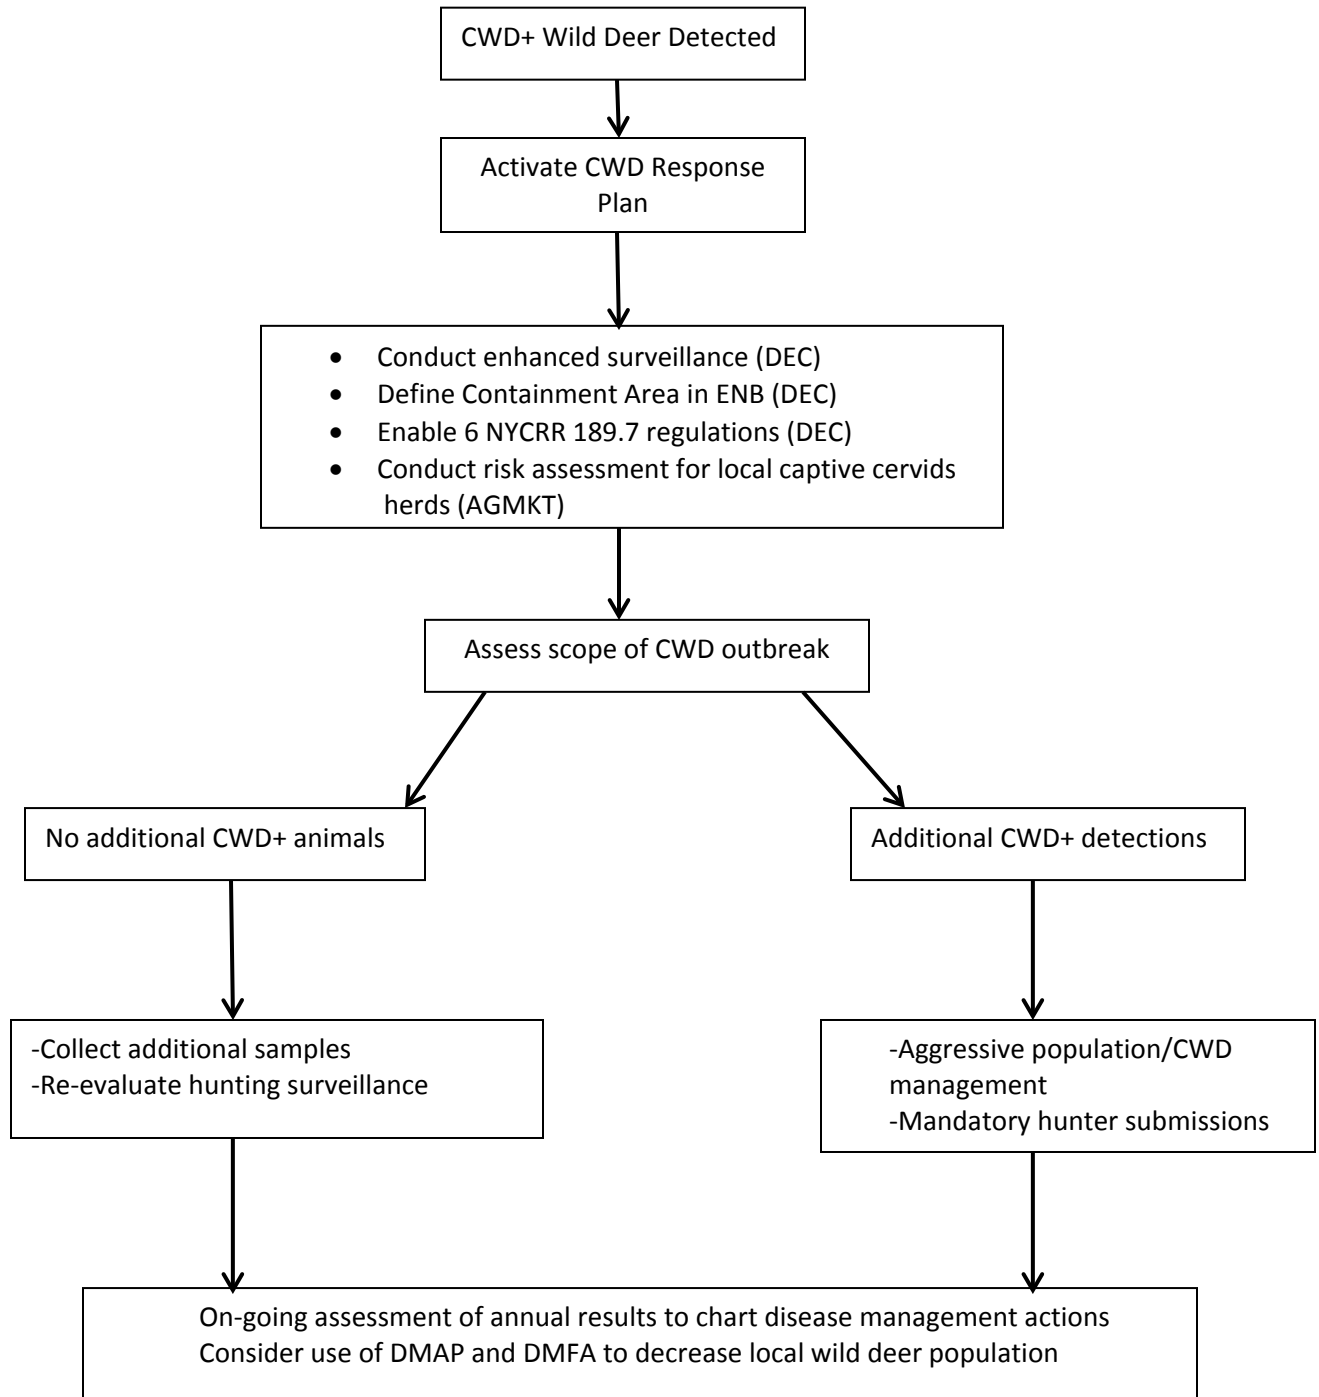 CWD+ Wild Deer Detected
Activate CWD Response
Plan
• Conduct enhanced surveillance (DEC)
• Define Containment Area in ENB (DEC)
• Enable 6 NYCRR 189.7 regulations (DEC)
• Conduct risk assessment for local captive cervids
herds (AGMKT)
Assess scope of CWD outbreak
No additional CWD+ animals
Additional CWD+ detections
-Collect additional samples
-Re-evaluate hunting surveillance
-Aggressive population/CWD
management
-Mandatory hunter submissions
On-going assessment of annual results to chart disease management actions
Consider use of DMAP and DMFA to decrease local wild deer population